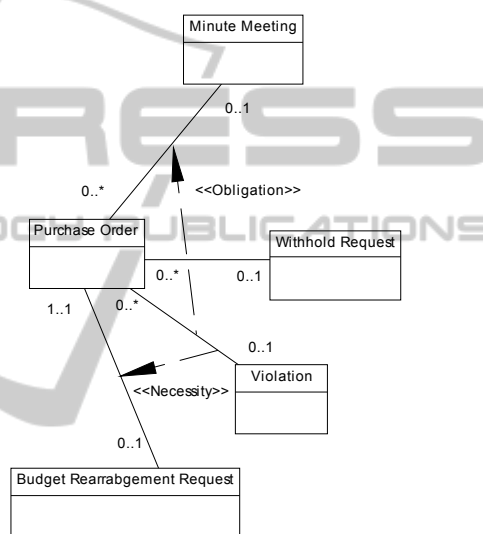 Minute Meeting
0..1
0..*
<<Obligation>>
Purchase Order
Withhold Request
0..*
0..1
1..1
0..*
0..1
Violation
<<Necessity>>
0..1
Budget Rearrabgement Request